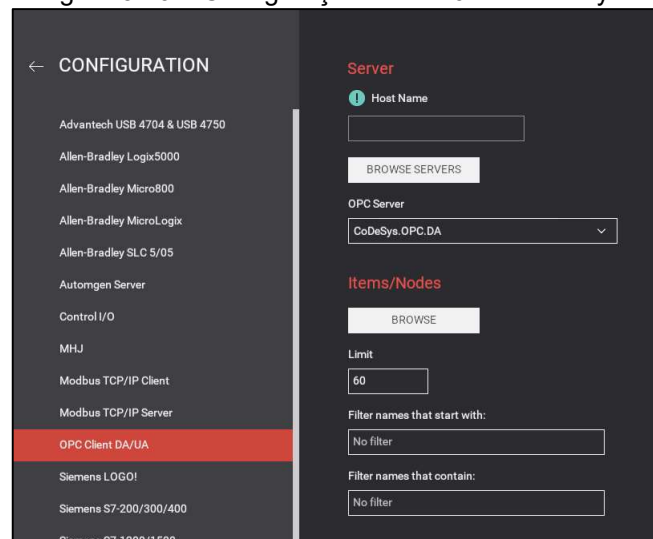 ← CONFIGURATION
Advantech USB 4704 & USB 4750
Allen-Bradley Logix5000
Allen-Bradley Micro800
Allen-Bradley MicroLogix
Allen-Bradley SLC 5/05
Automgen Server
Control I/O
MHJ
Modbus TCP/IP Client
Modbus TCP/IP Server
OPC Client DA/UA
Siemens LOGO!
Siemens S7-200/300/400
Server
! Host Name
BROWSE SERVERS
OPC Server
CoDeSys.OPC.DA
Items/Nodes
BROWSE
Limit
60
Filter names that start with:
No filter
Filter names that contain:
No filter